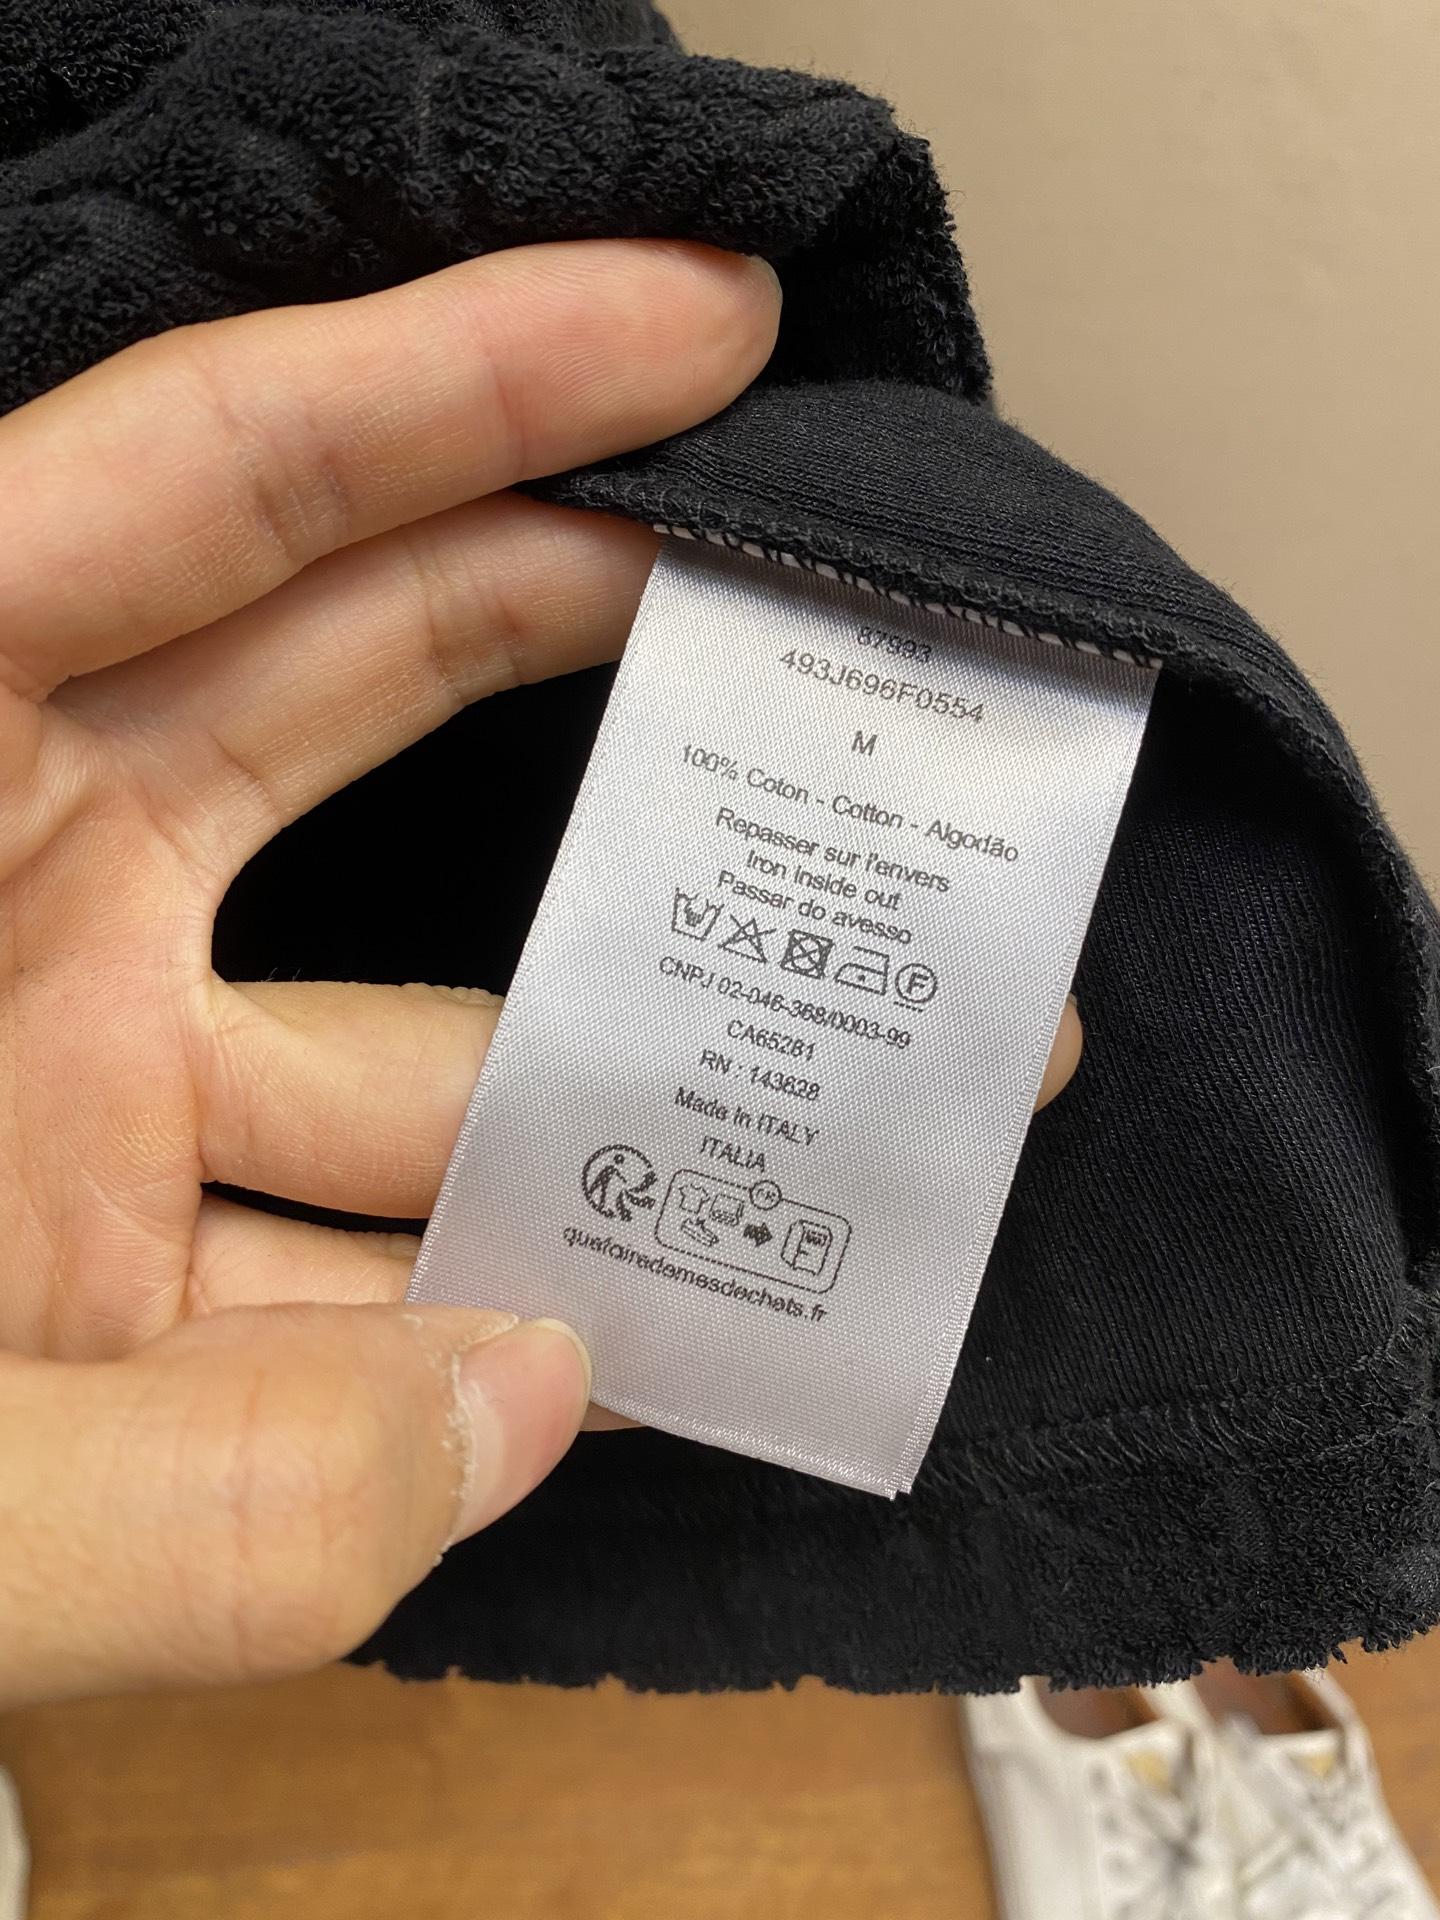 87993
493J696F0554
M
100% Coton - Cotton - Algodão
Repasser sur l'envers
Iron inside out
Passar do avesso
F
CNPJ 02-046-368/0003-99
CA65281
RN : 143828
Made in ITALY
ITALIA
FR
quefairedemesdechets.fr